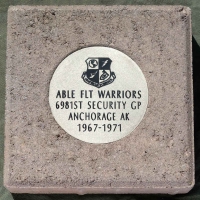 ABLE FLT WARRIORS
6981ST SECURITY GP
ANCHORAGE AK
1967-1971